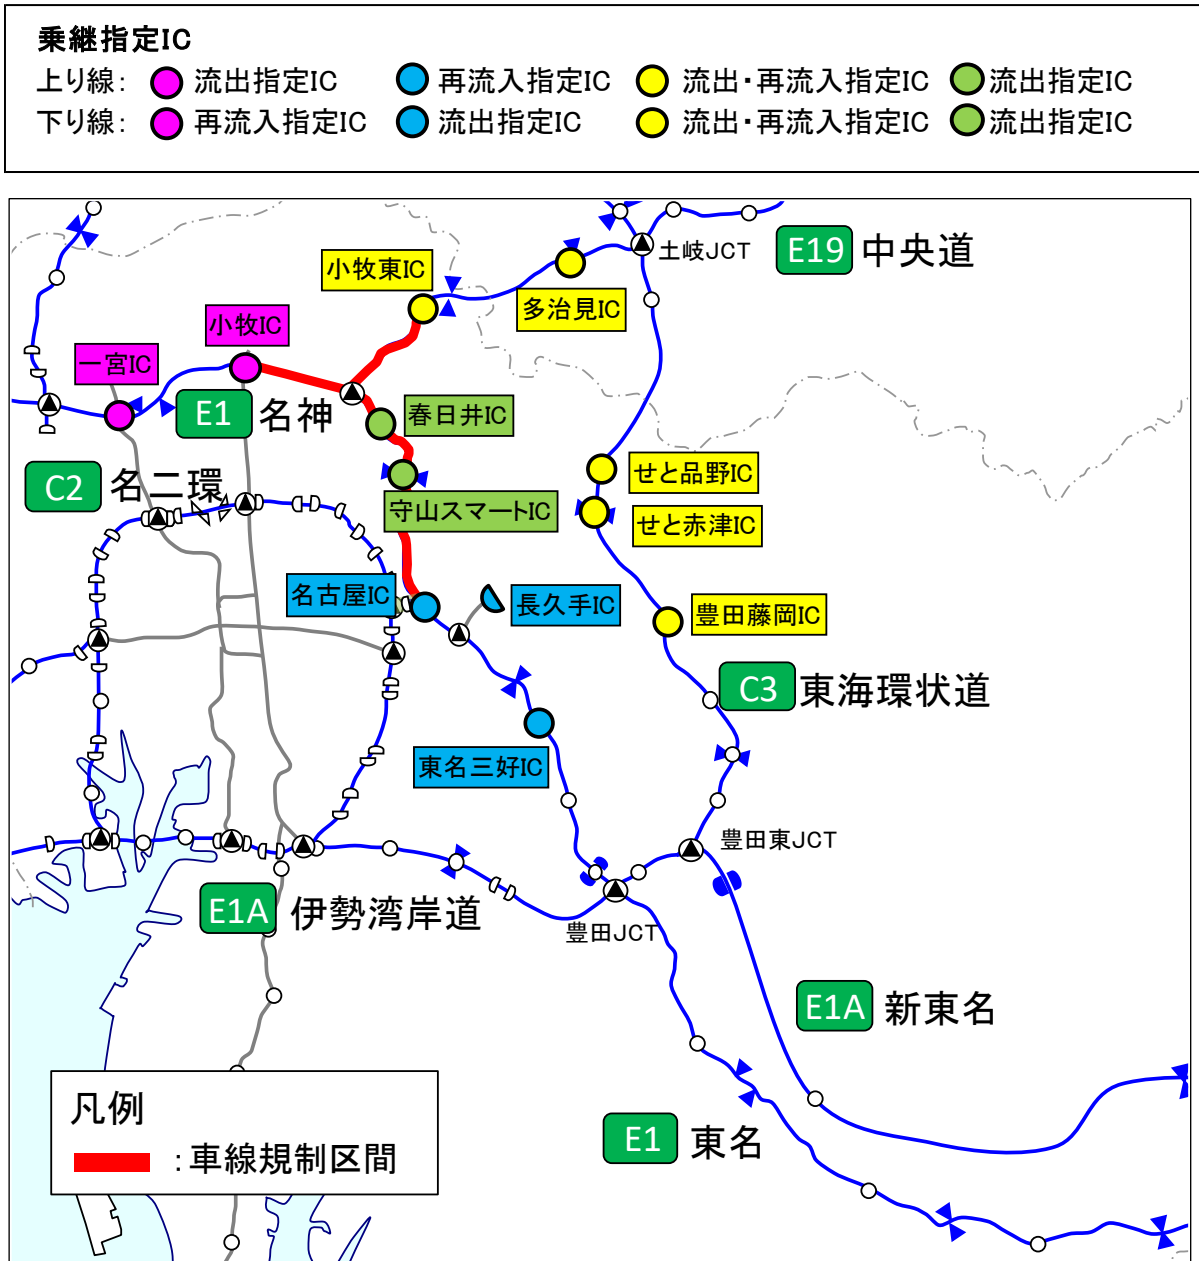 乗継指定IC
上り線： 流出指定IC 再流入指定IC 流出・再流入指定IC 流出指定IC
下り線： 再流入指定IC 流出指定IC 流出・再流入指定IC 流出指定IC
E19 中央道
土岐JCT
小牧東IC
多治見IC
小牧IC
一宮IC
E1 名神
春日井IC
C2 名二環
せと品野IC
守山スマートIC
せと赤津IC
名古屋IC
長久手IC
豊田藤岡IC
C3 東海環状道
東名三好IC
豊田東JCT
E1A 伊勢湾岸道
豊田JCT
E1A 新東名
凡例
：車線規制区間
E1 東名